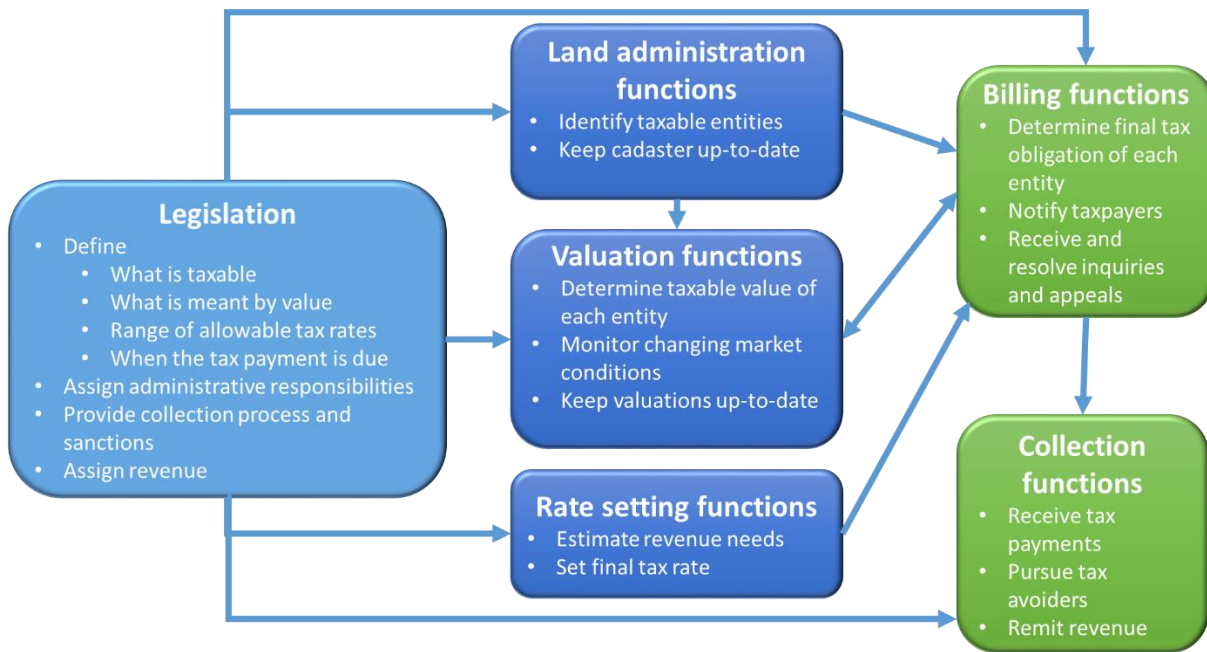 Legislation
• Define
• What is taxable
• What is meant by value
• Range of allowable tax rates
• When the tax payment is due
• Assign administrative responsibilities
• Provide collection process and
sanctions
• Assign revenue
Land administration
functions
• Identify taxable entities
• Keep cadaster up-to-date
Valuation functions
• Determine taxable value of
each entity
• Monitor changing market
conditions
• Keep valuations up-to-date
Rate setting functions
• Estimate revenue needs
• Set final tax rate
Billing functions
• Determine final tax
obligation of each
entity
• Notify taxpayers
• Receive and
resolve inquiries
and appeals
Collection
functions
• Receive tax
payments
• Pursue tax
avoiders
• Remit revenue